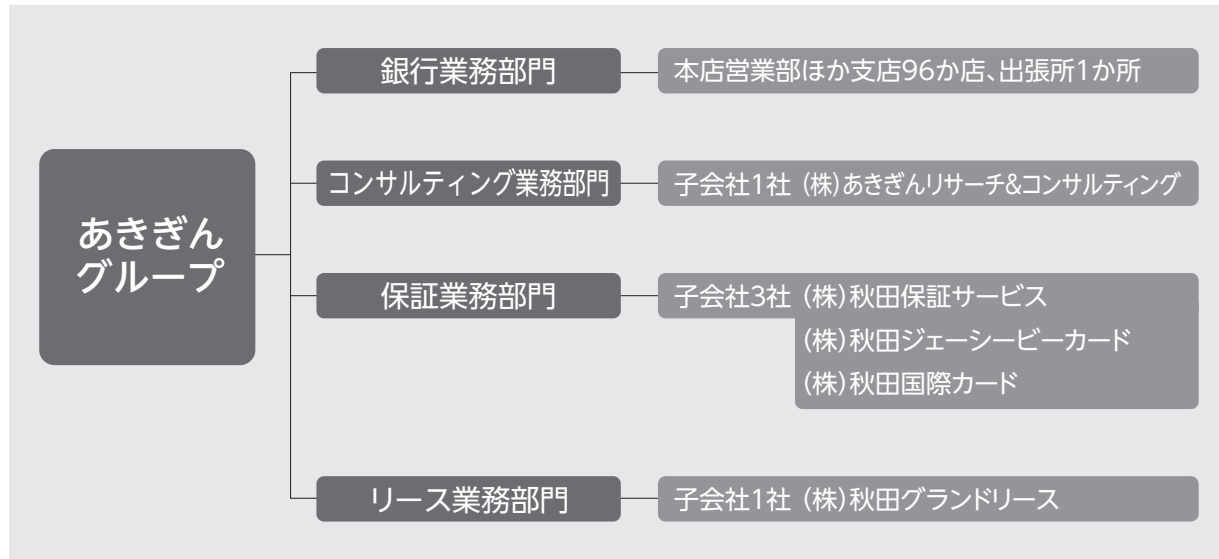 あきぎん
グループ
銀行業務部門
本店営業部ほか支店96か店、出張所1か所
コンサルティング業務部門
子会社1社 (株)あきぎんリサーチ&コンサルティング
保証業務部門
子会社3社 (株)秋田保証サービス
(株)秋田ジェーシービーカード
(株)秋田国際カード
リース業務部門
子会社1社 (株)秋田グランドリース